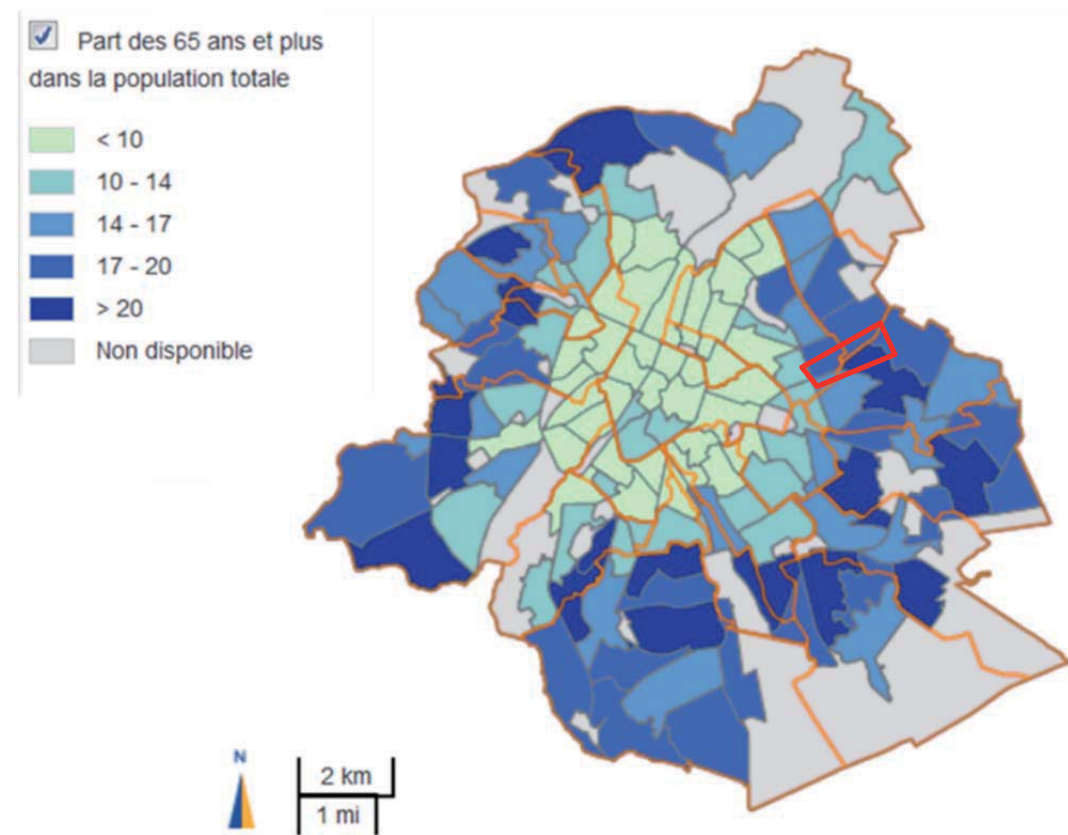 Part des 65 ans et plus
dans la population totale
< 10
10 - 14
14 - 17
17 - 20
> 20
Non disponible
N
2 km
1 mi